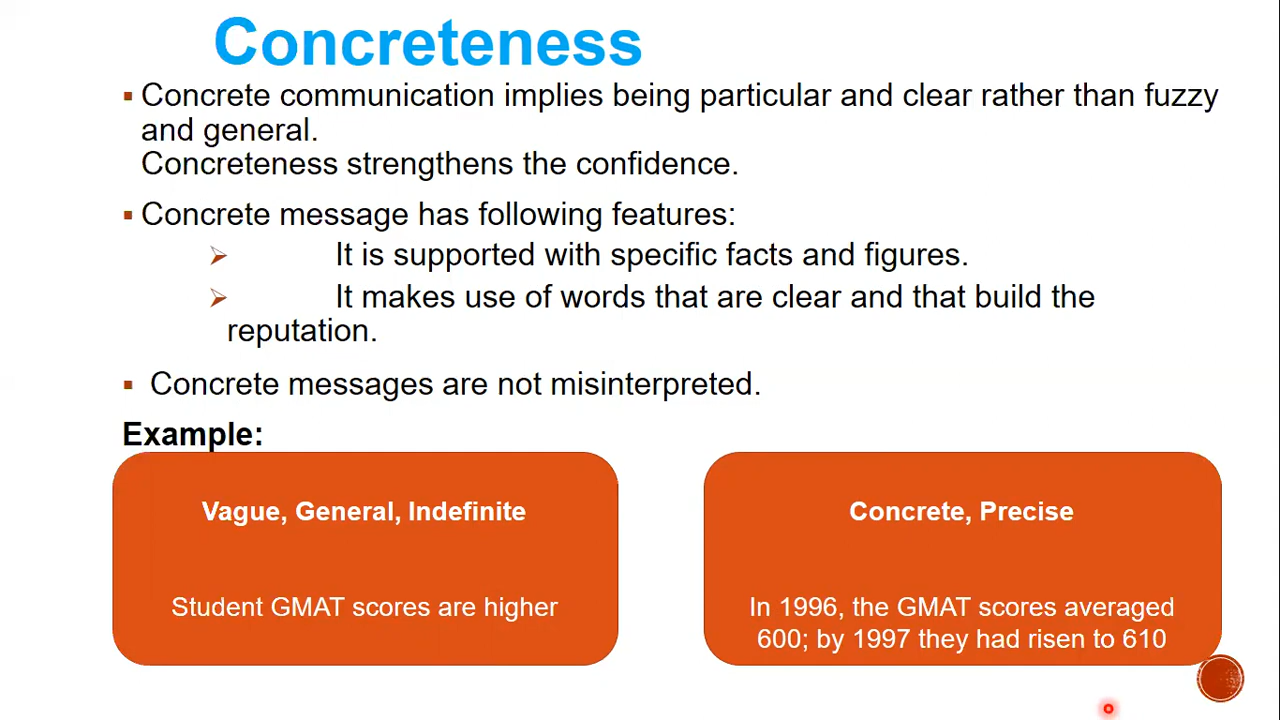 Concreteness
▪ Concrete communication implies being particular and clear rather than fuzzy
and general.
Concreteness strengthens the confidence.
▪ Concrete message has following features:
➢ It is supported with specific facts and figures.
➢ It makes use of words that are clear and that build the
reputation.
▪ Concrete messages are not misinterpreted.
Example:
Vague, General, Indefinite
Student GMAT scores are higher
Concrete, Precise
In 1996, the GMAT scores averaged
600; by 1997 they had risen to 610